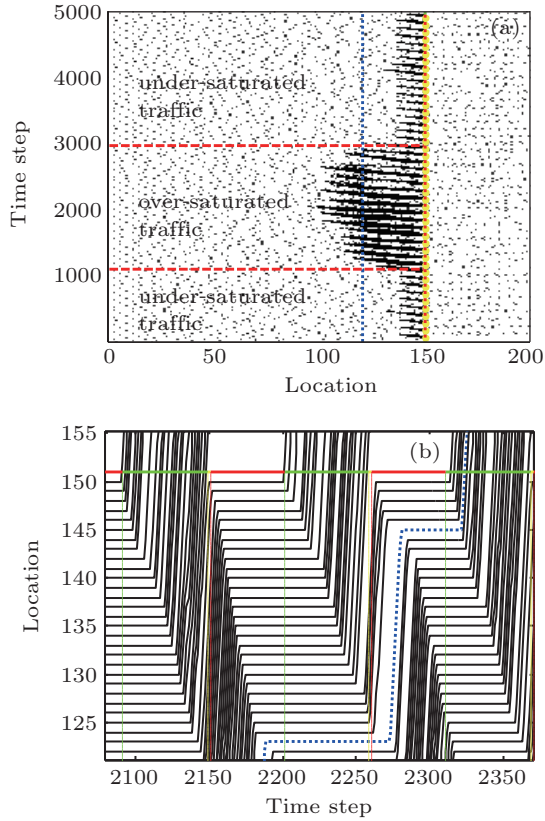 5000
(a)
4000
under-saturated
traffic
3000
Time step
over-saturated
2000
traffic
1000
under-saturated
traffic
0 50 100 150 200
Location
155
(b)
150
145
140
Location
135
130
125
2100 2150 2200 2250 2300 2350
Time step